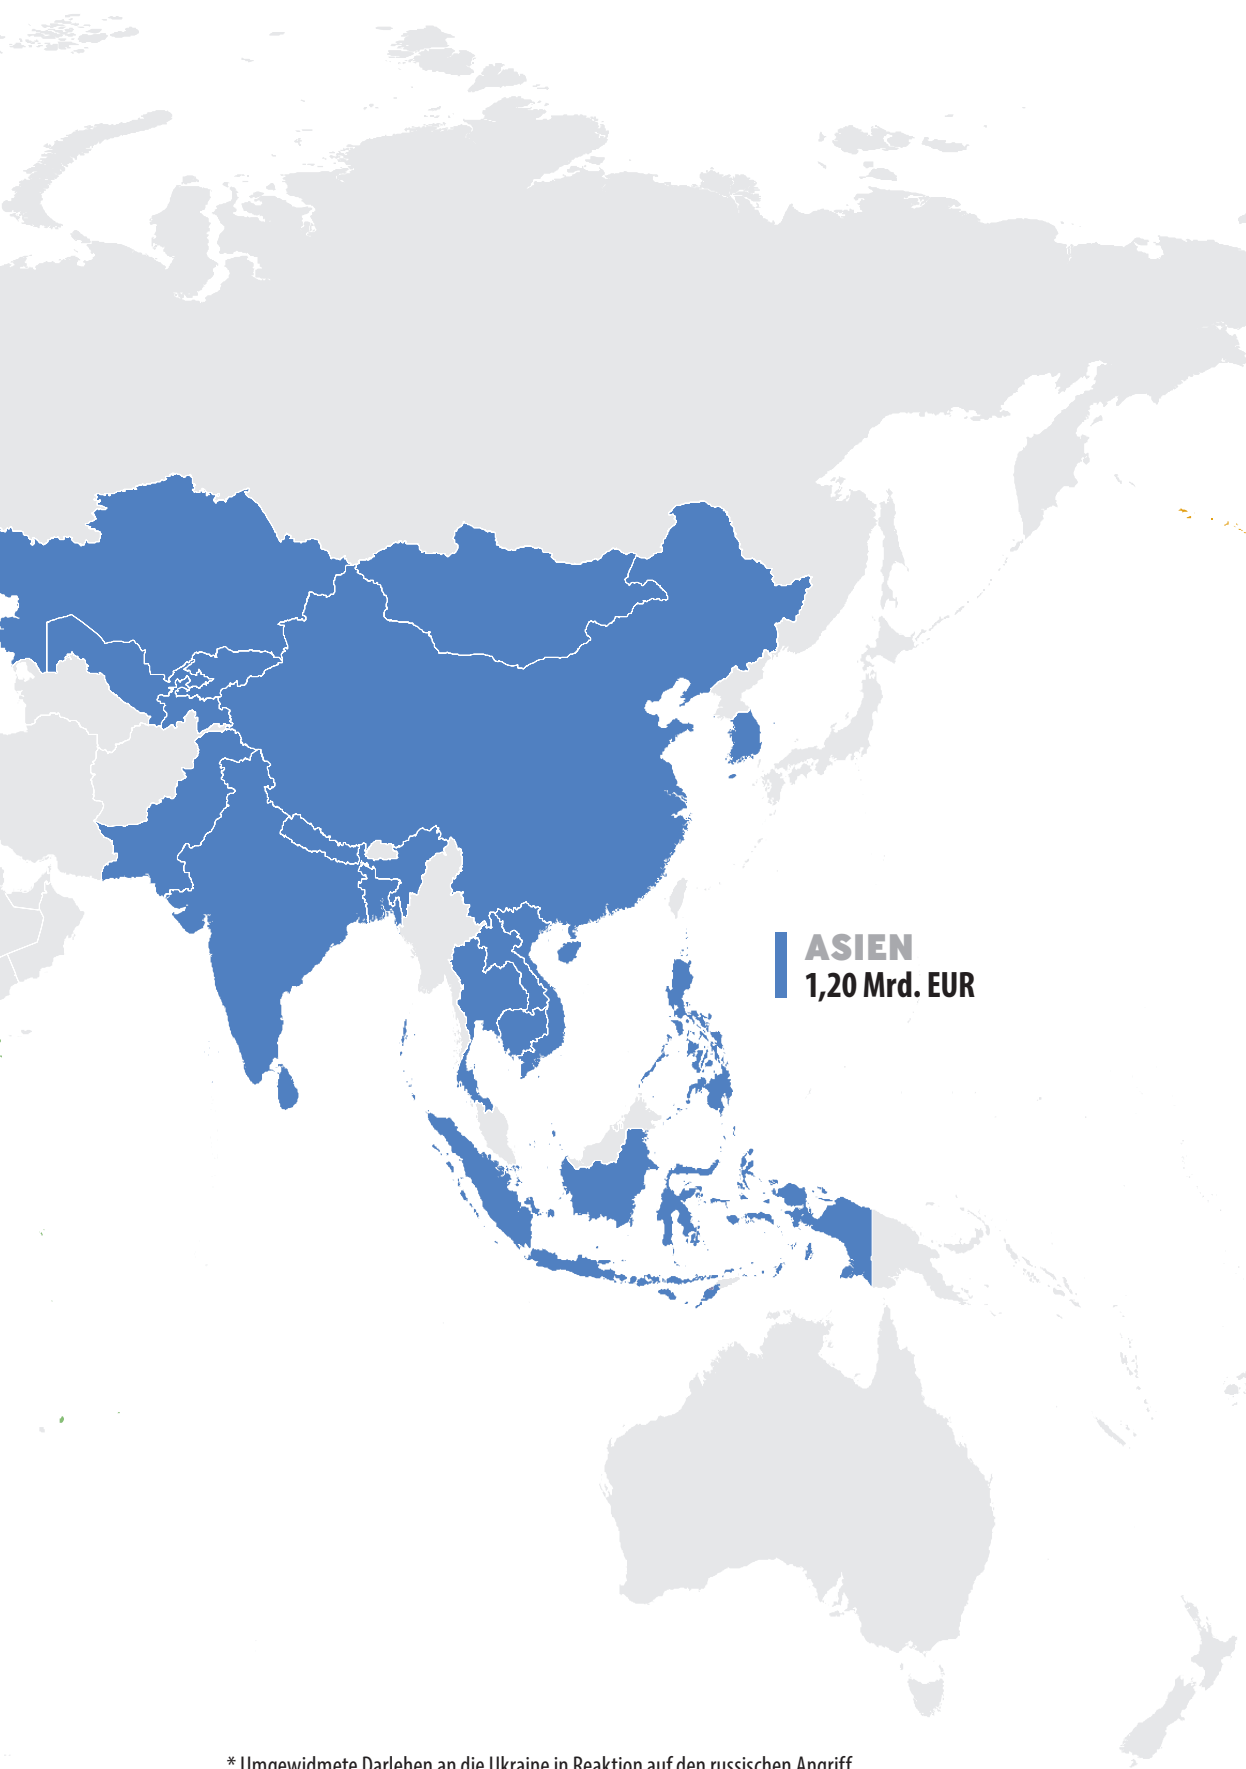 ASIEN
1,20 Mrd. EUR
* Umgewidmete Darlehen an die Ukraine in Reaktion auf den russischen Angriff